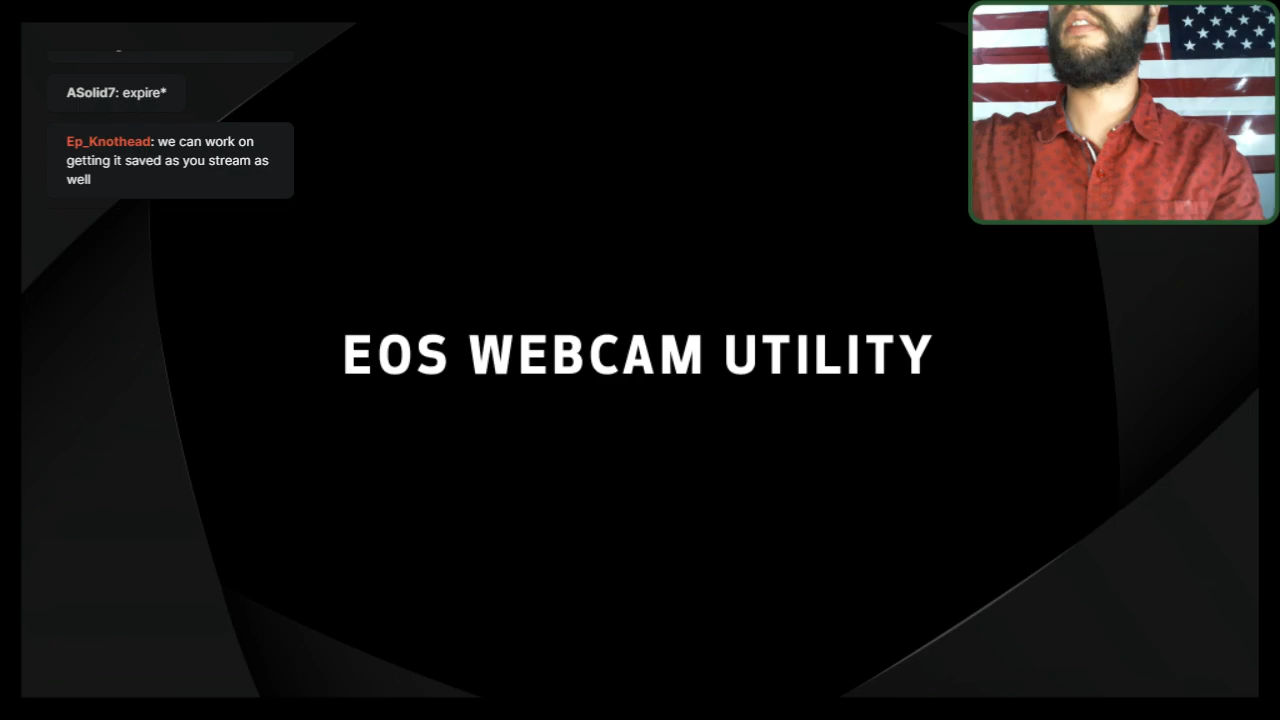 ASolid7: expire*
Ep_Knothead: we can work on
getting it saved as you stream as
well
EOS WEBCAM UTILITY